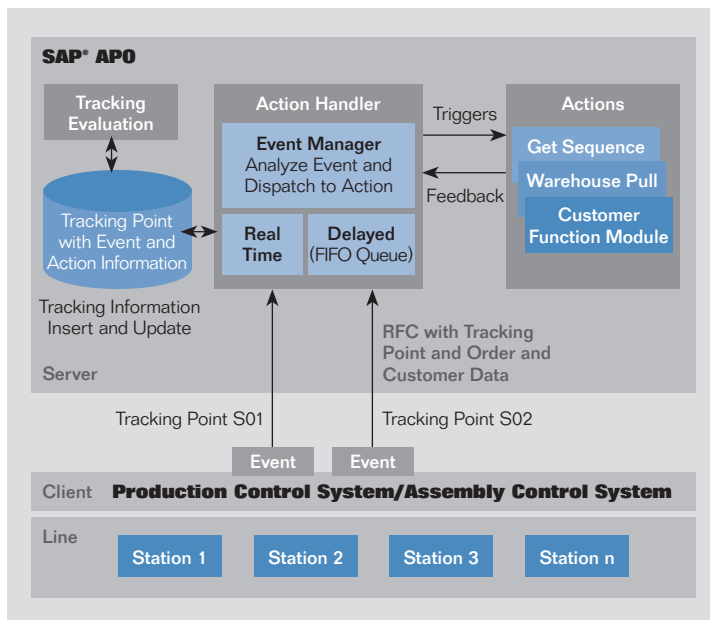 SAP® APO
Tracking
Evaluation
Tracking Point
with Event and
Action Information
Tracking Information
Insert and Update
Action Handler
Event Manager
Analyze Event and
Dispatch to Action
Real
Time
Delayed
(FIFO Queue)
Triggers
Feedback
Actions
Get Sequence
Warehouse Pull
Customer
Function Module
RFC with Tracking
Point and Order and
Customer Data
Server
Tracking Point S01
Tracking Point S02
Event
Event
Client
Production Control System/Assembly Control System
Line
Station 1
Station 2
Station 3
Station n